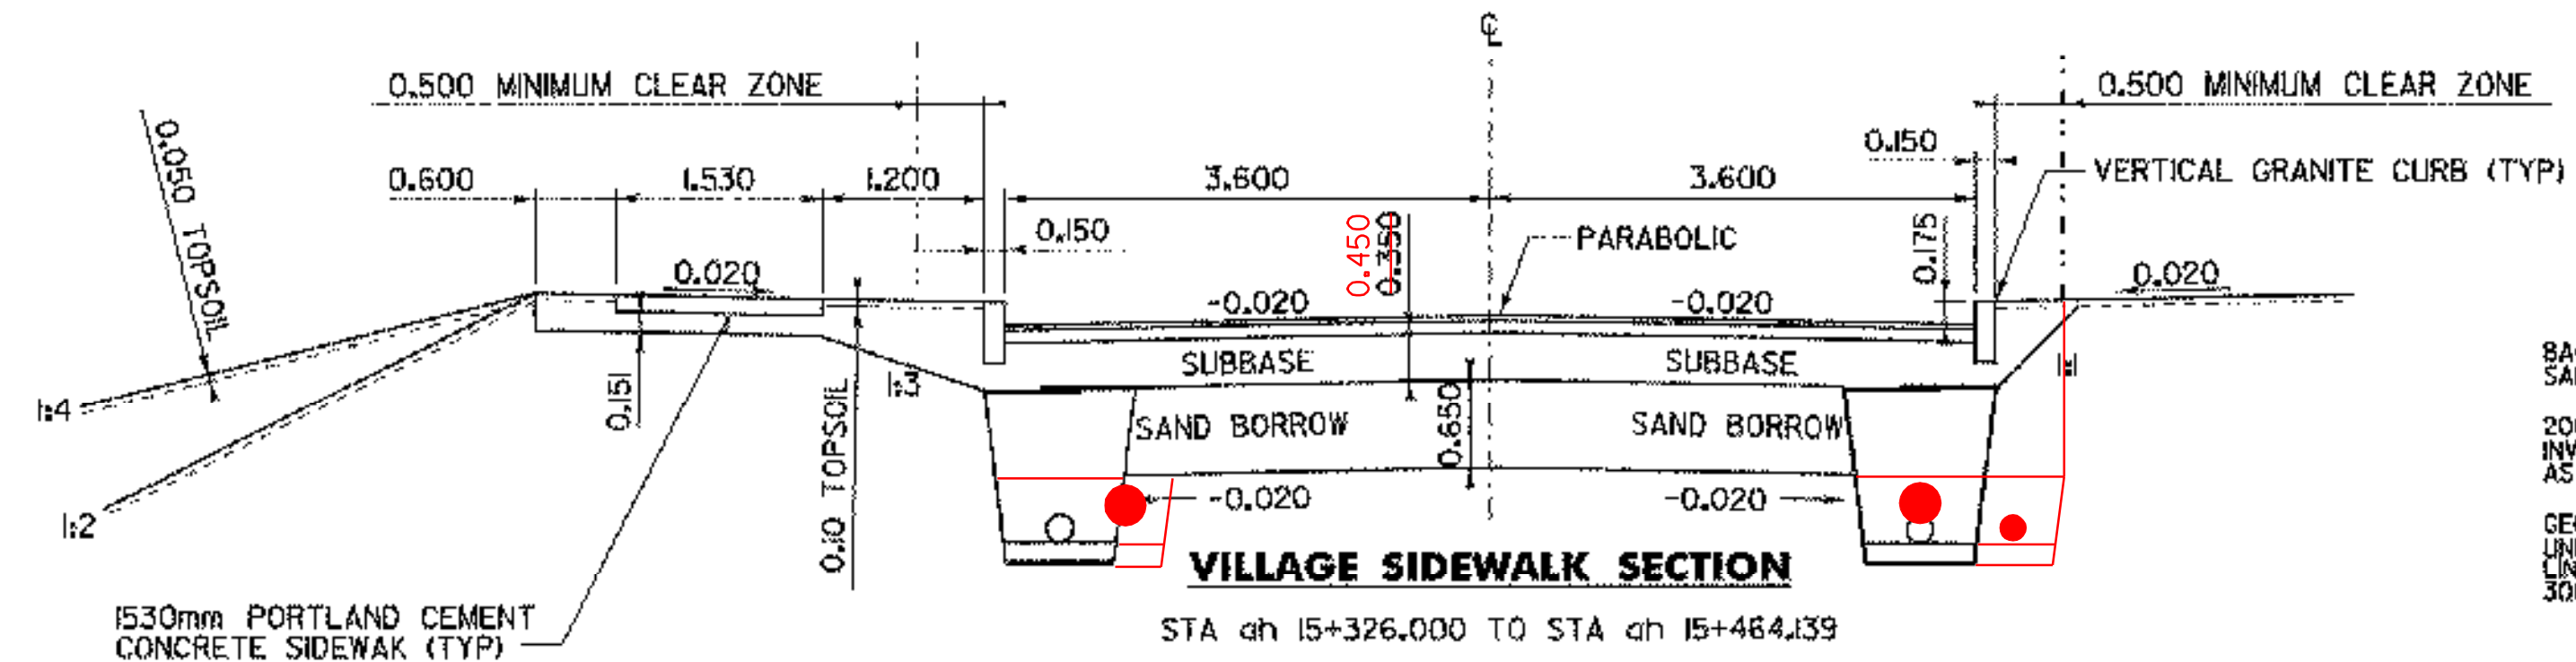 ℄
0.500 MINIMUM CLEAR ZONE
0.500 MINIMUM CLEAR ZONE
0.150
VERTICAL GRANITE CURB (TYP)
0.050 TOPSOIL
0.600
1.530
1.200
3.600
3.600
0.150
0.450
0.350
PARABOLIC
0.175
0.020
-0.020
-0.020
0.020
SUBBASE
SUBBASE
1:4
0.151
1:3
0.10 TOPSOIL
SAND BORROW
0.650
SAND BORROW
1:1
1:2
-0.020
-0.020
VILLAGE SIDEWALK SECTION
STA ah 15+326.000 TO STA ah 15+464.139
1530mm PORTLAND CEMENT
CONCRETE SIDEWAK (TYP)